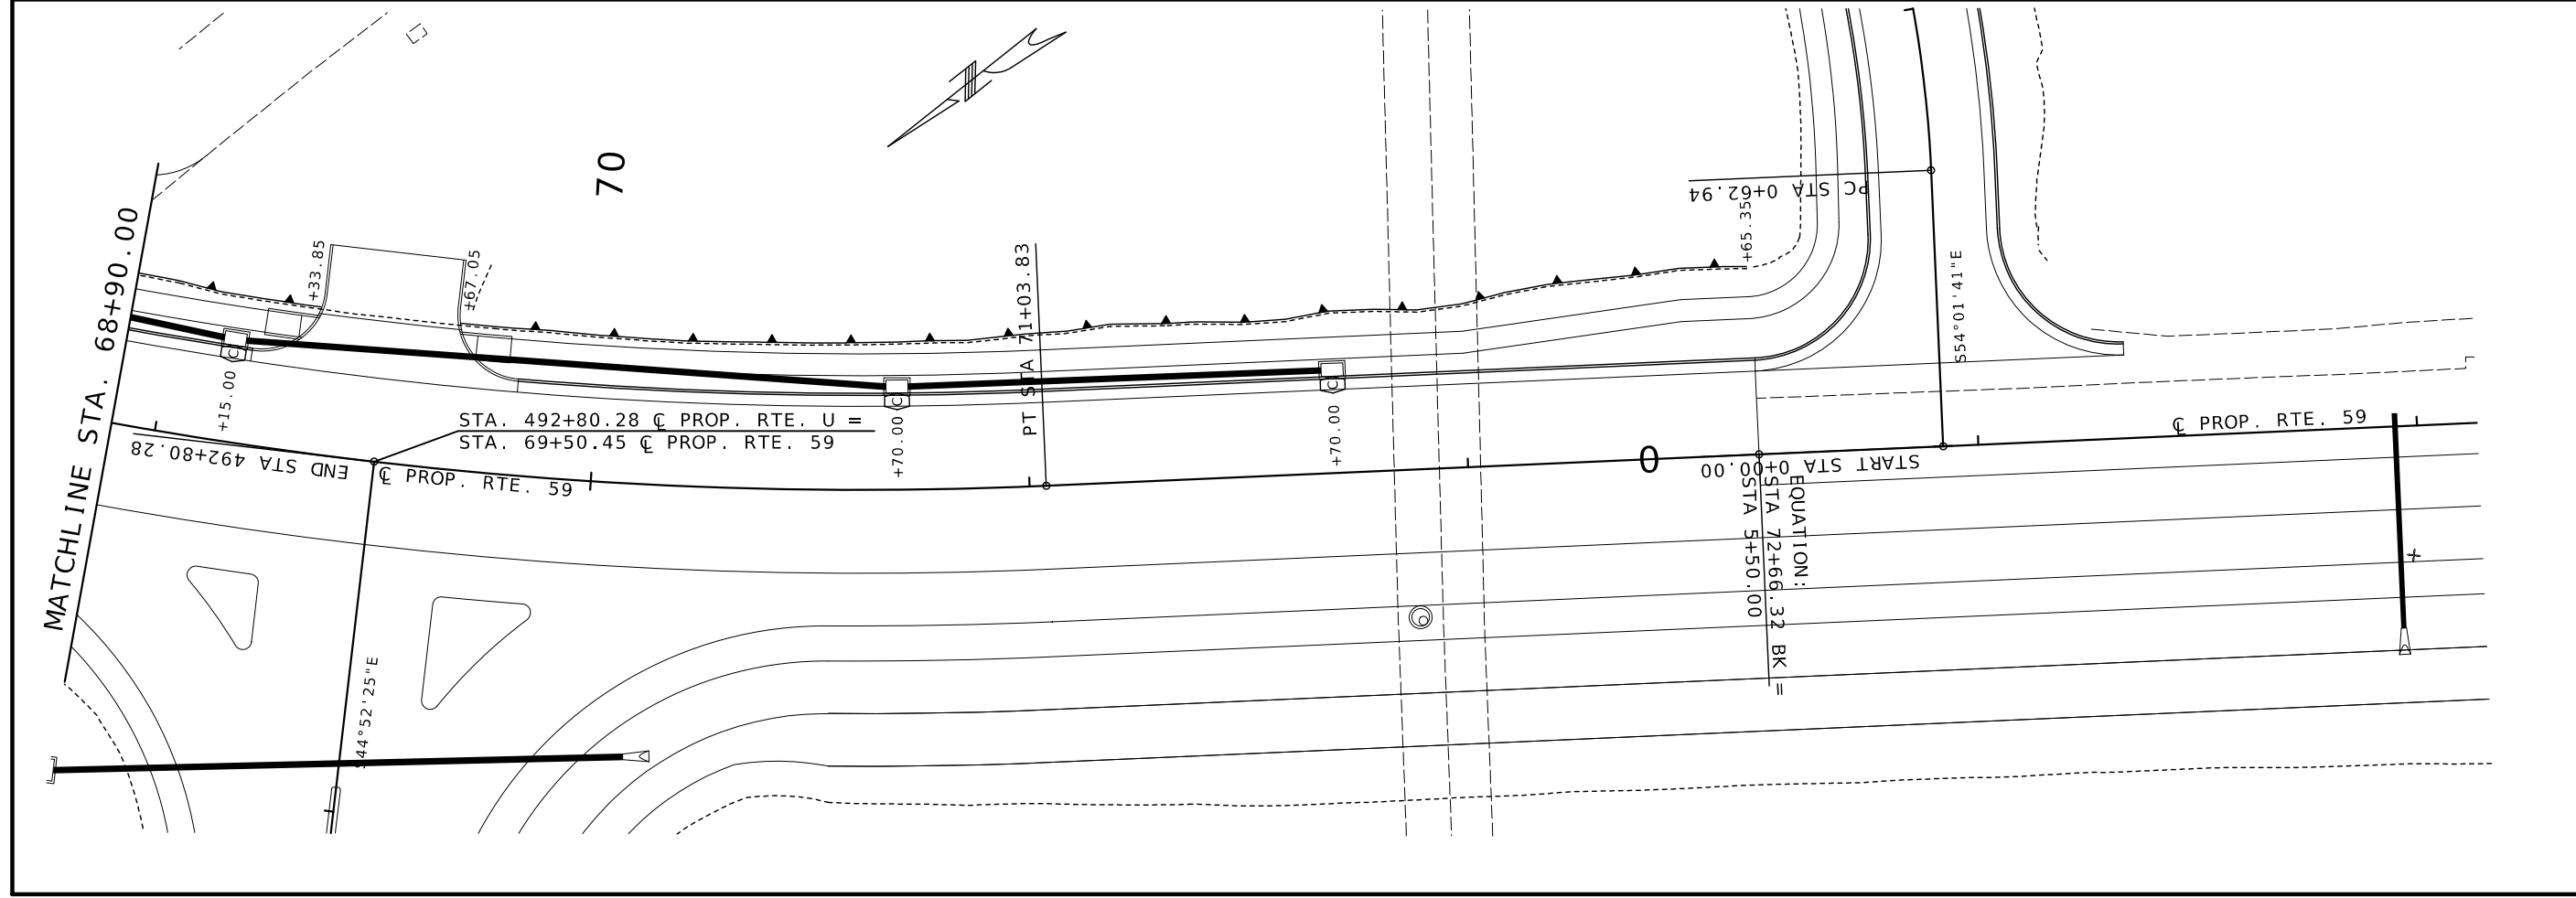 MATCHLINE STA. 68+90.00
70
+33.85
+67.05
+15.00
STA. 492+80.28 ℄ PROP. RTE. U =
STA. 69+50.45 ℄ PROP. RTE. 59
END STA 492+80.28
℄ PROP. RTE. 59
C
C
C
+70.00
PT STA 71+03.83
+70.00
PC STA 0+62.94
+65.35
S54°01'41"E
0
START STA 0+00.00
EQUATION:
STA 72+66.32 BK =
STA 5+50.00
℄ PROP. RTE. 59
S44°52'25"E